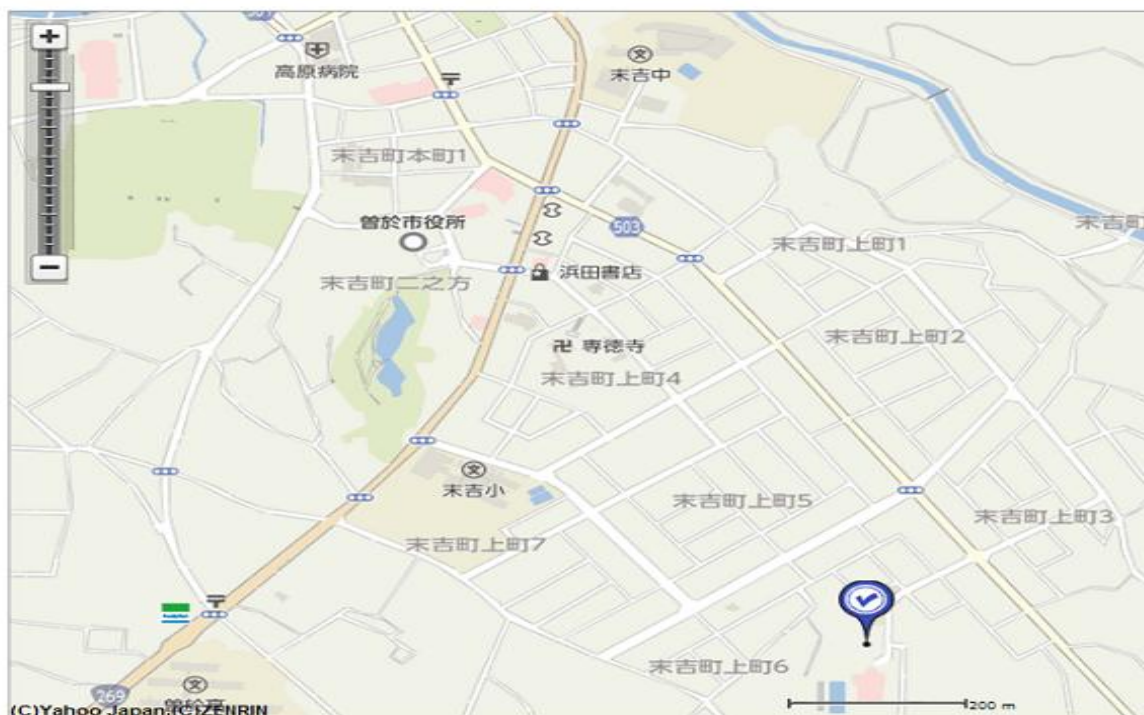 +
高原病院
末吉中
末吉町本町1
曽於市役所
503
末吉町上町1
末吉町二之方
浜田書店
末吉町上町2
専徳寺
末吉町上町4
末吉小
末吉町上町5
末吉町上町3
末吉町上町7
FamilyMart
末吉町上町6
269
曽於高
200 m
(C)Yahoo Japan,(C)ZENRIN